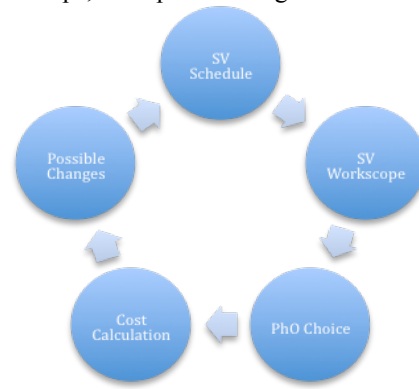 SV
Schedule
SV
Workscope
PhO Choice
Cost
Calculation
Possible
Changes